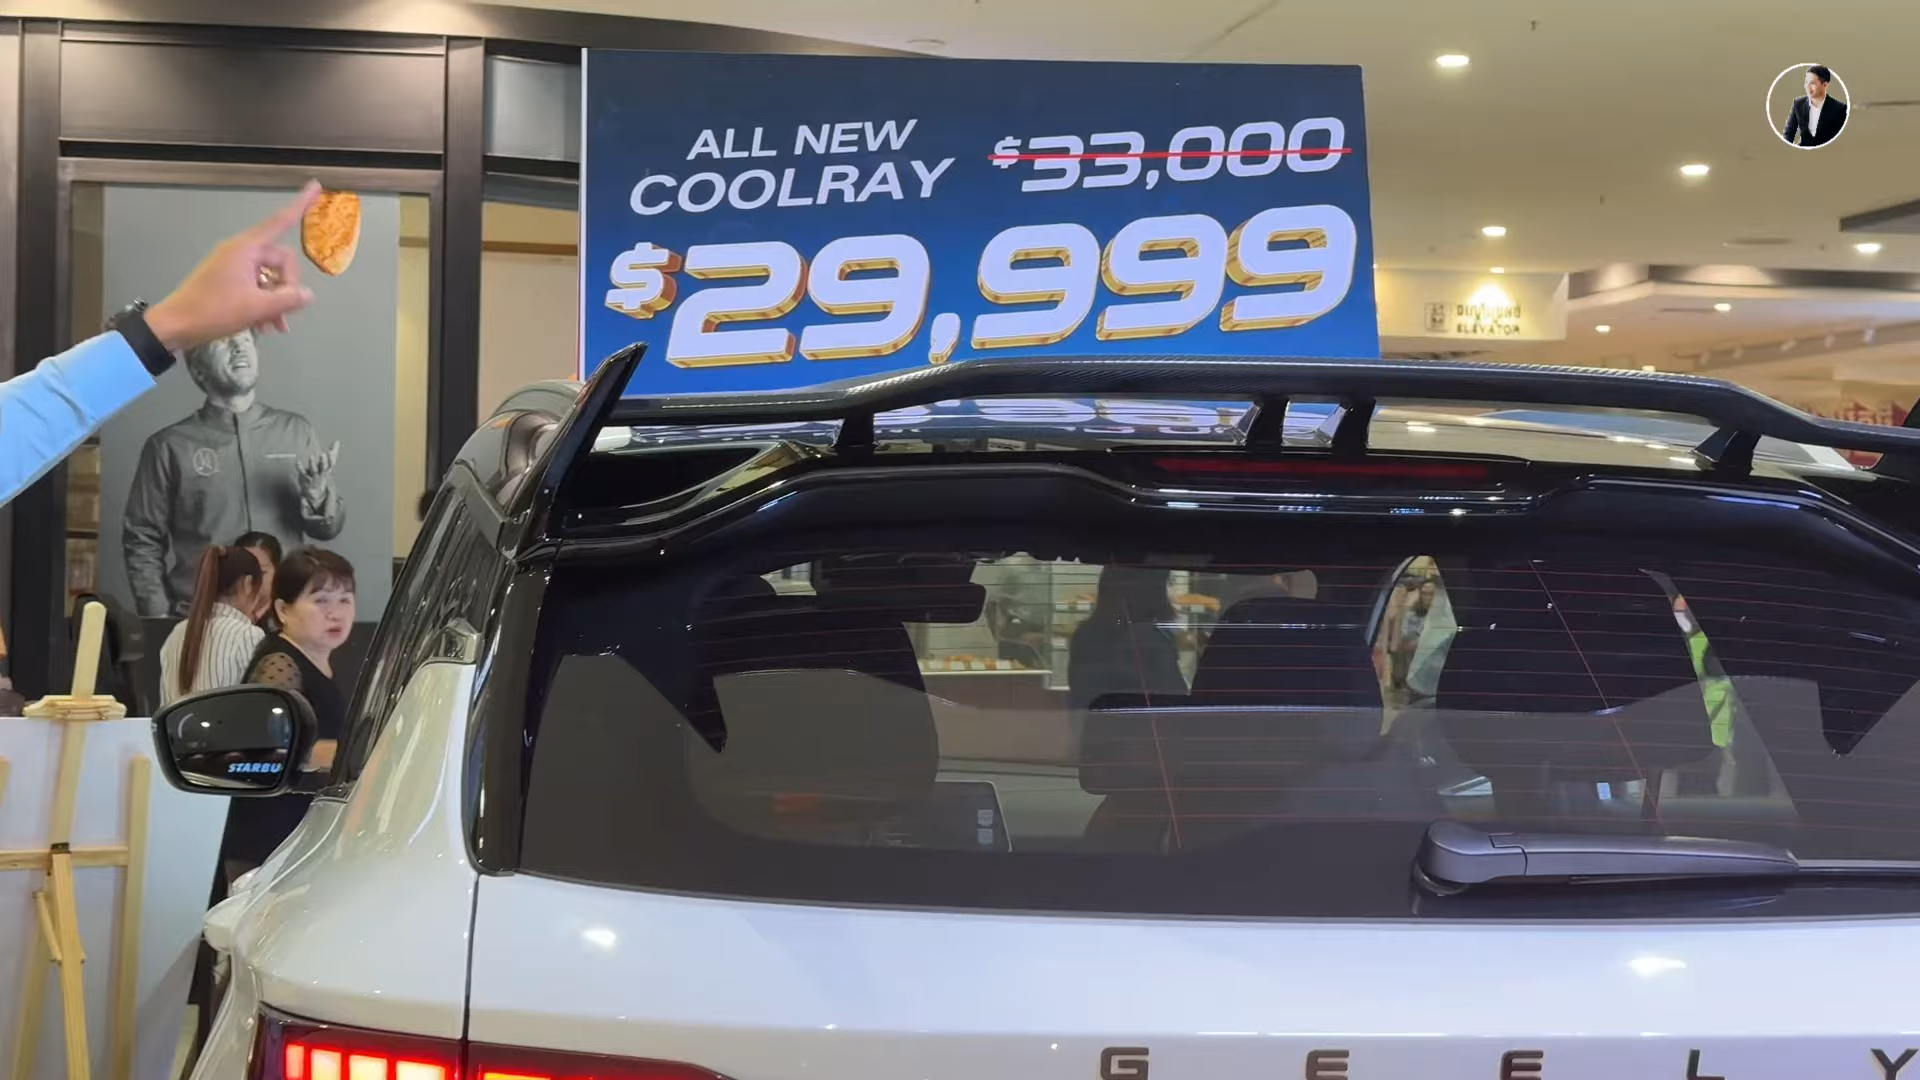 ALL NEW
COOLRAY
$33,000
$29,999
ELEVATOR
STARBU
GEELY